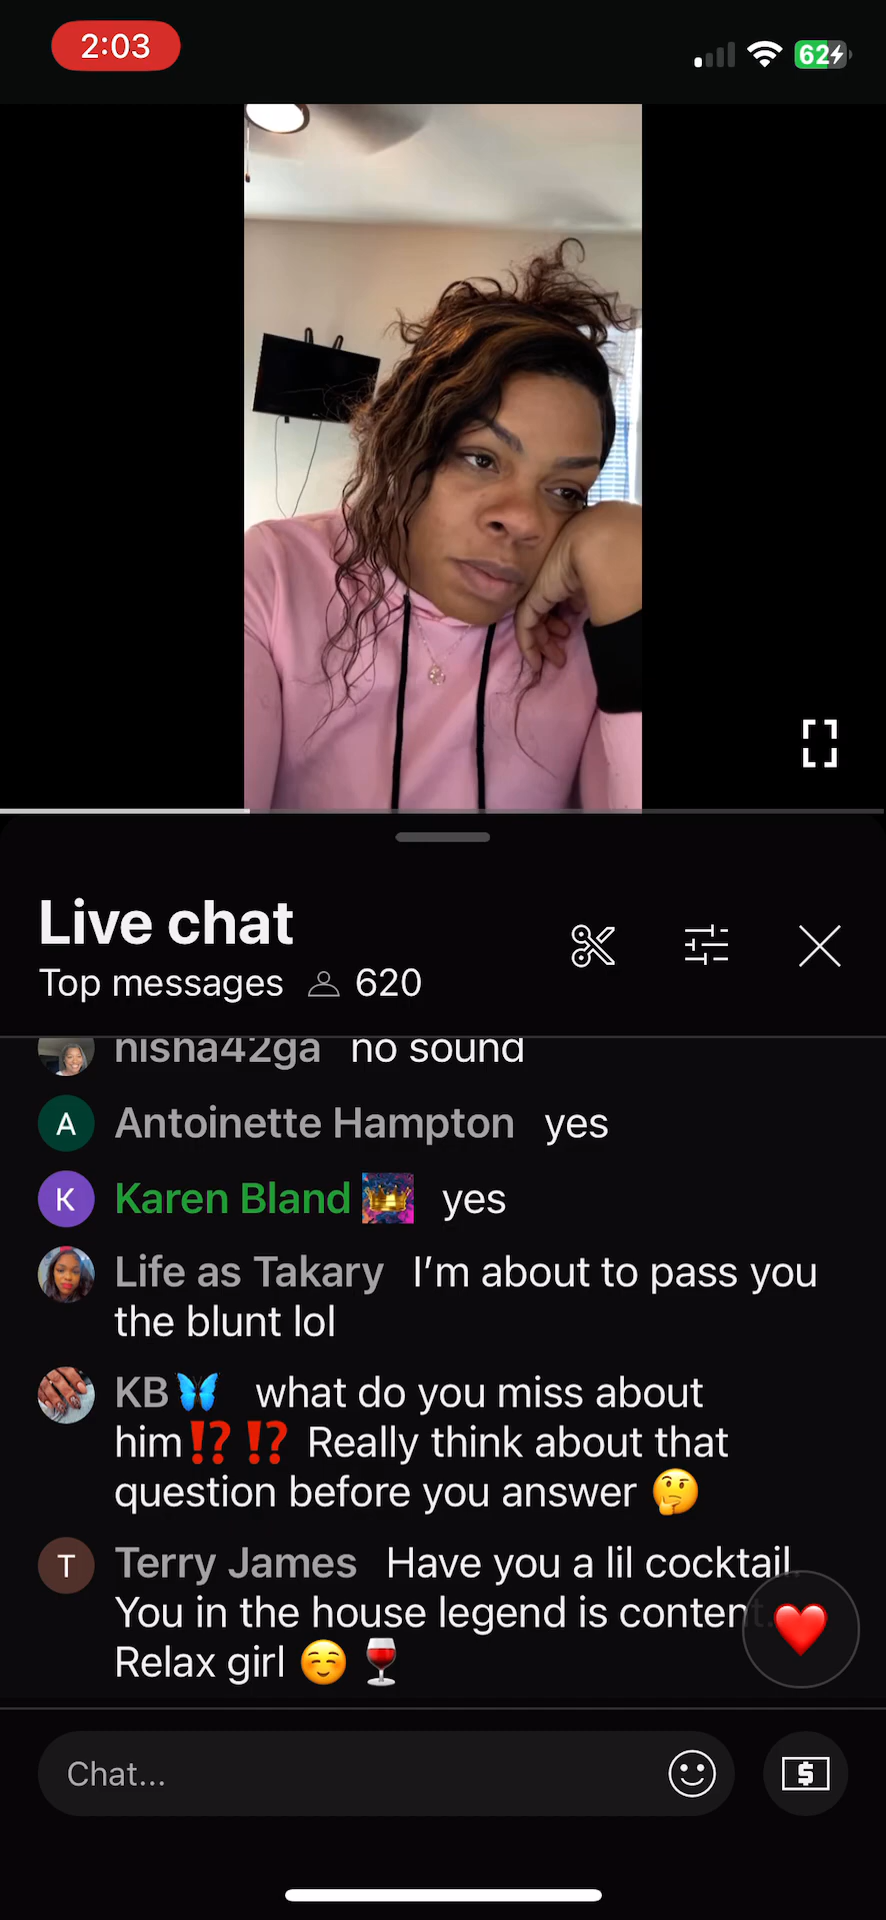 2:03
62
Live chat
Top messages 620
nisha42ga no sound
A Antoinette Hampton yes
K Karen Bland yes
Life as Takary I'm about to pass you
the blunt lol
KB🦋 what do you miss about
him⁉️⁉️ Really think about that
question before you answer 🤔
T Terry James Have you a lil cocktail.
You in the house legend is content.
Relax girl ☺️🍷
Chat...
$